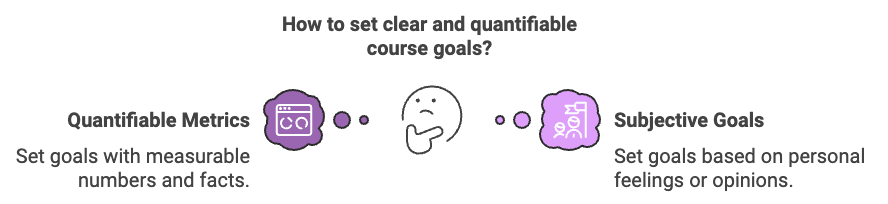 How to set clear and quantifiable
course goals?
Quantifiable Metrics
Set goals with measurable
numbers and facts.
Subjective Goals
Set goals based on personal
feelings or opinions.